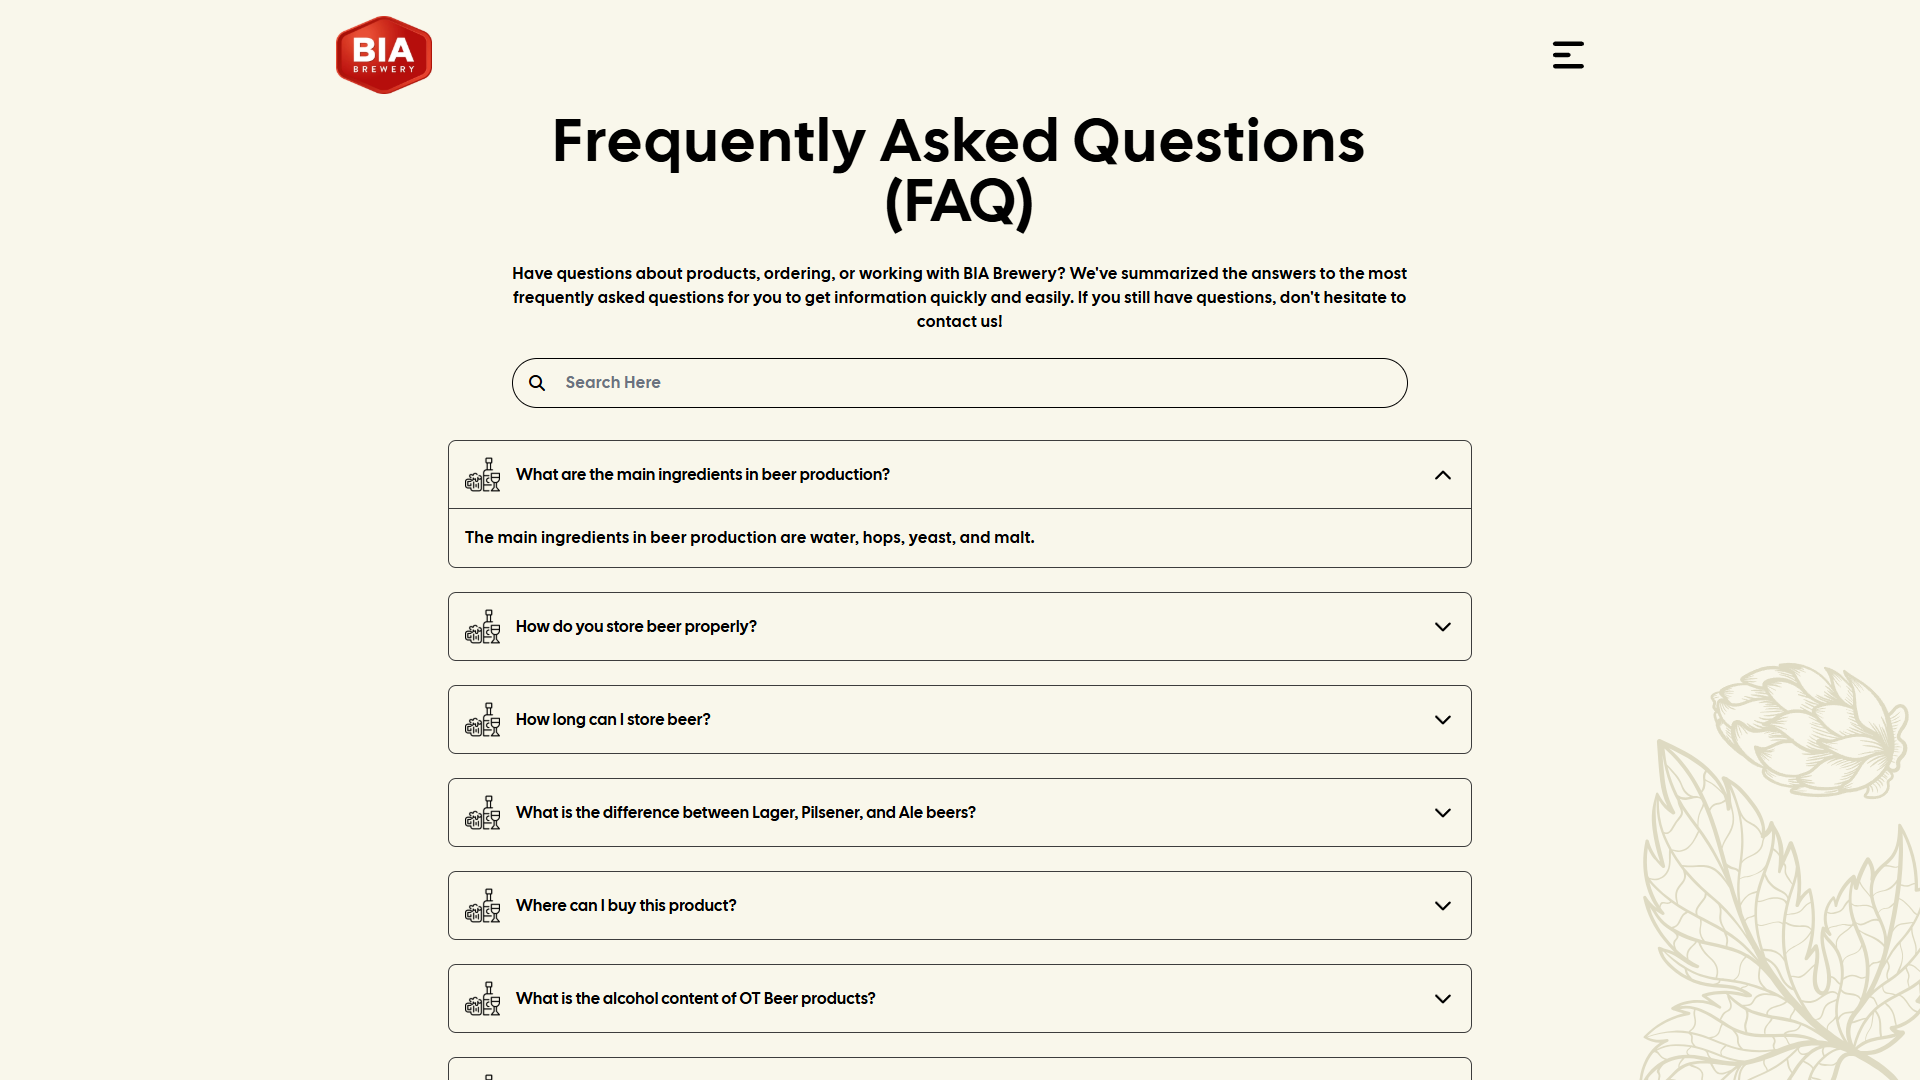 BIA
BREWERY
Frequently Asked Questions
(FAQ)
Have questions about products, ordering, or working with BIA Brewery? We've summarized the answers to the most
frequently asked questions for you to get information quickly and easily. If you still have questions, don't hesitate to
contact us!
Search Here
What are the main ingredients in beer production?
The main ingredients in beer production are water, hops, yeast, and malt.
How do you store beer properly?
How long can I store beer?
What is the difference between Lager, Pilsener, and Ale beers?
Where can I buy this product?
What is the alcohol content of OT Beer products?